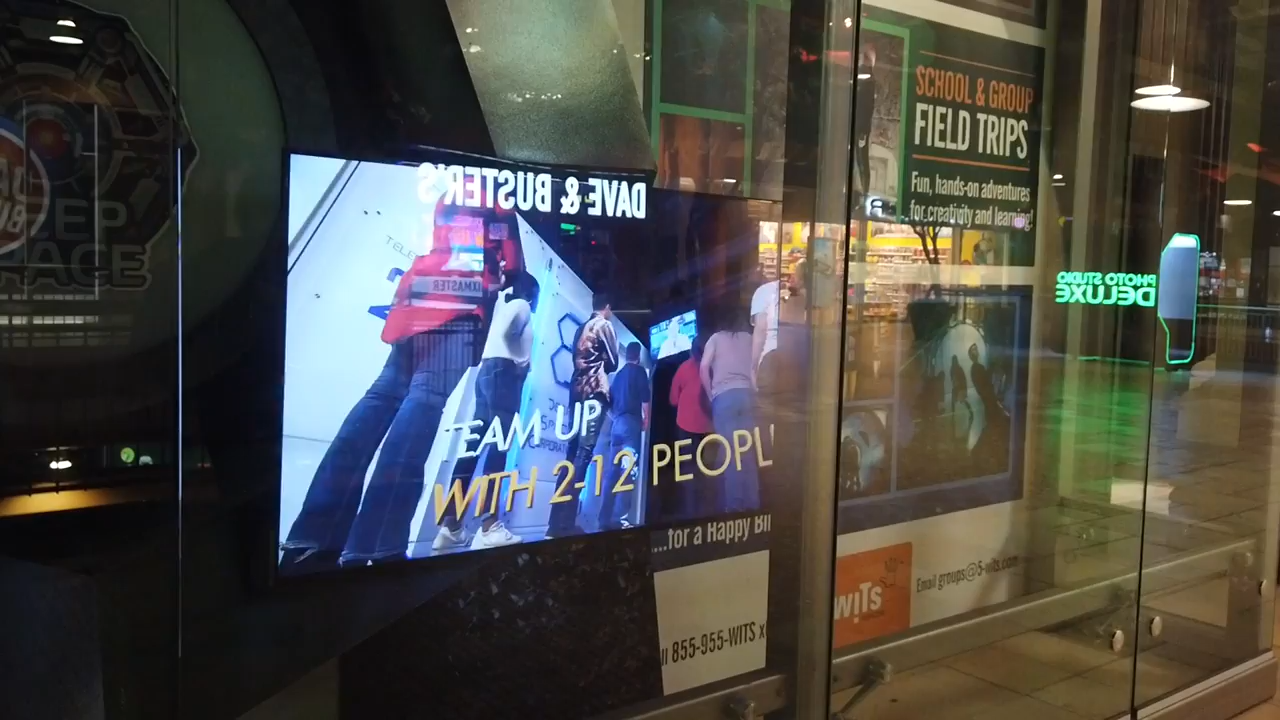 SCHOOL & GROUP
FIELD TRIPS
Fun, hands-on adventures
for creativity and learning!
DAVE & BUSTER'S
TEAM UP
WITH 2-12 PEOPL
...for a Happy Bi
855-955-WITS x
wiTs
Email groups@5-wits.com
PHOTO STUDIO
DELUXE